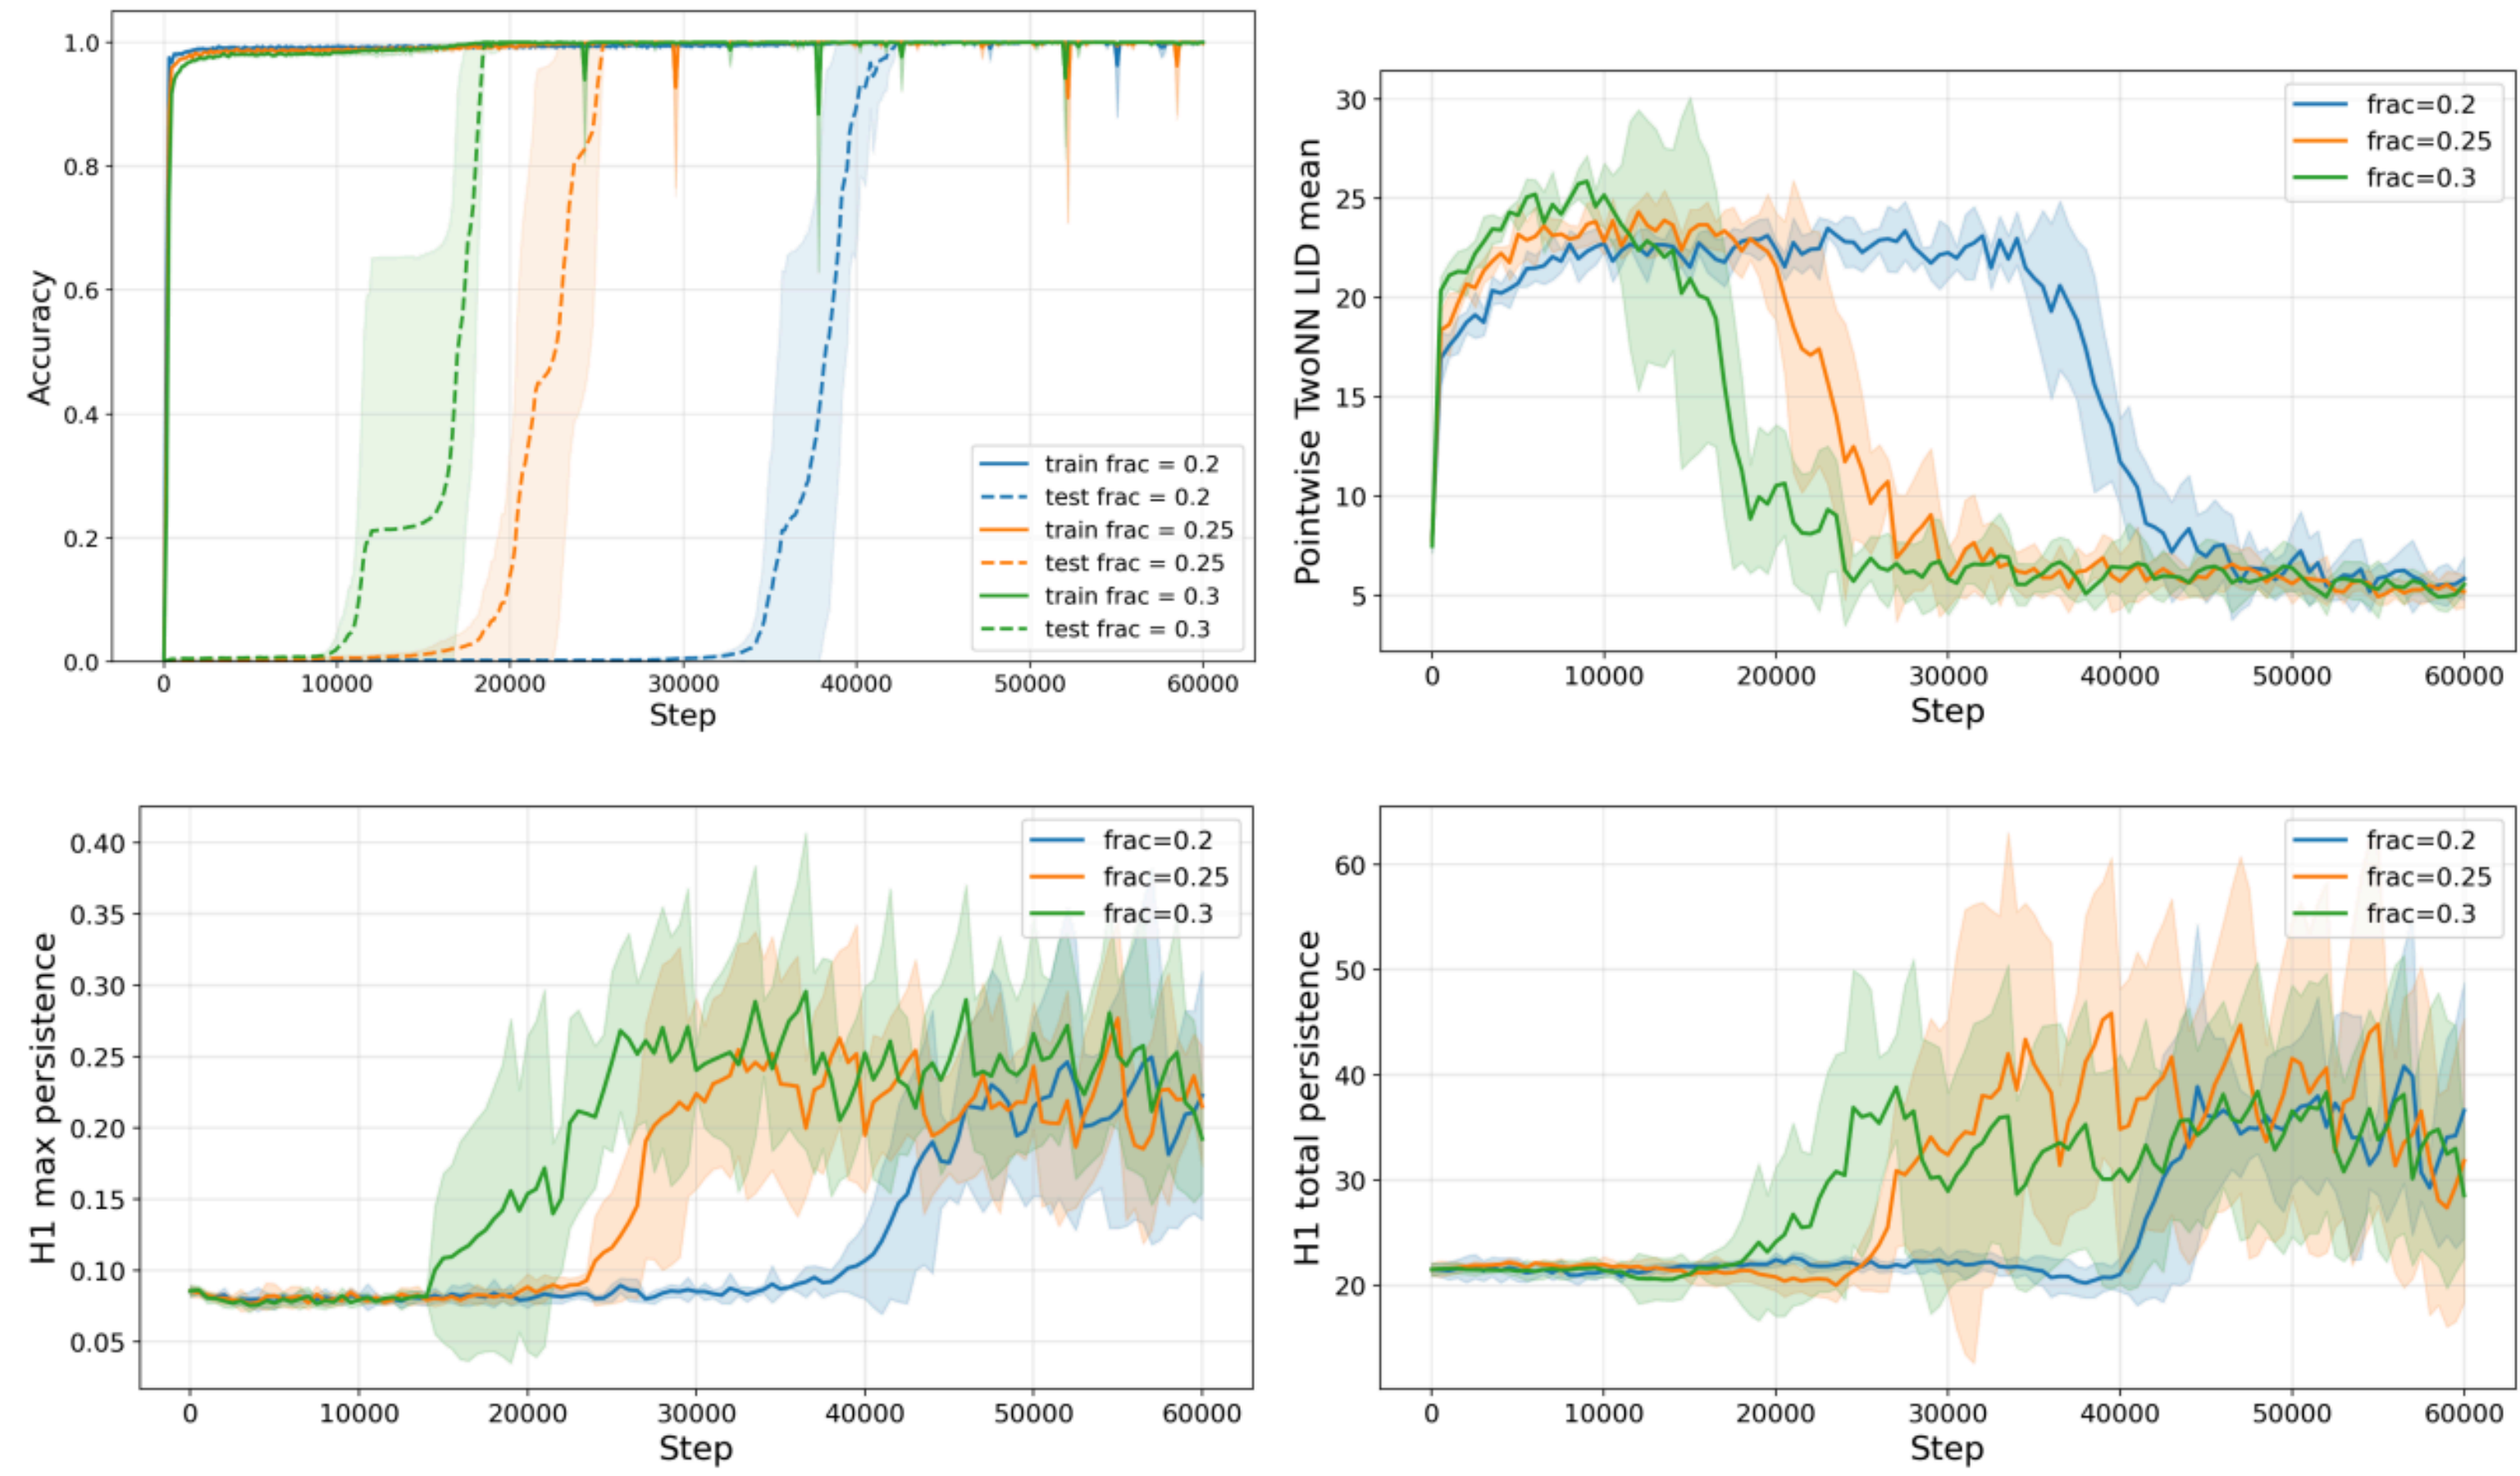 Accuracy
1.0
0.8
0.6
0.4
0.2
0.0
train frac = 0.2
test frac = 0.2
train frac = 0.25
test frac = 0.25
train frac = 0.3
test frac = 0.3
0 10000 20000 30000 40000 50000 60000
Step
Pointwise TwoNN LID mean
30
25
20
15
10
5
frac=0.2
frac=0.25
frac=0.3
0 10000 20000 30000 40000 50000 60000
Step
H1 max persistence
0.40
0.35
0.30
0.25
0.20
0.15
0.10
0.05
frac=0.2
frac=0.25
frac=0.3
0 10000 20000 30000 40000 50000 60000
Step
H1 total persistence
60
50
40
30
20
frac=0.2
frac=0.25
frac=0.3
0 10000 20000 30000 40000 50000 60000
Step